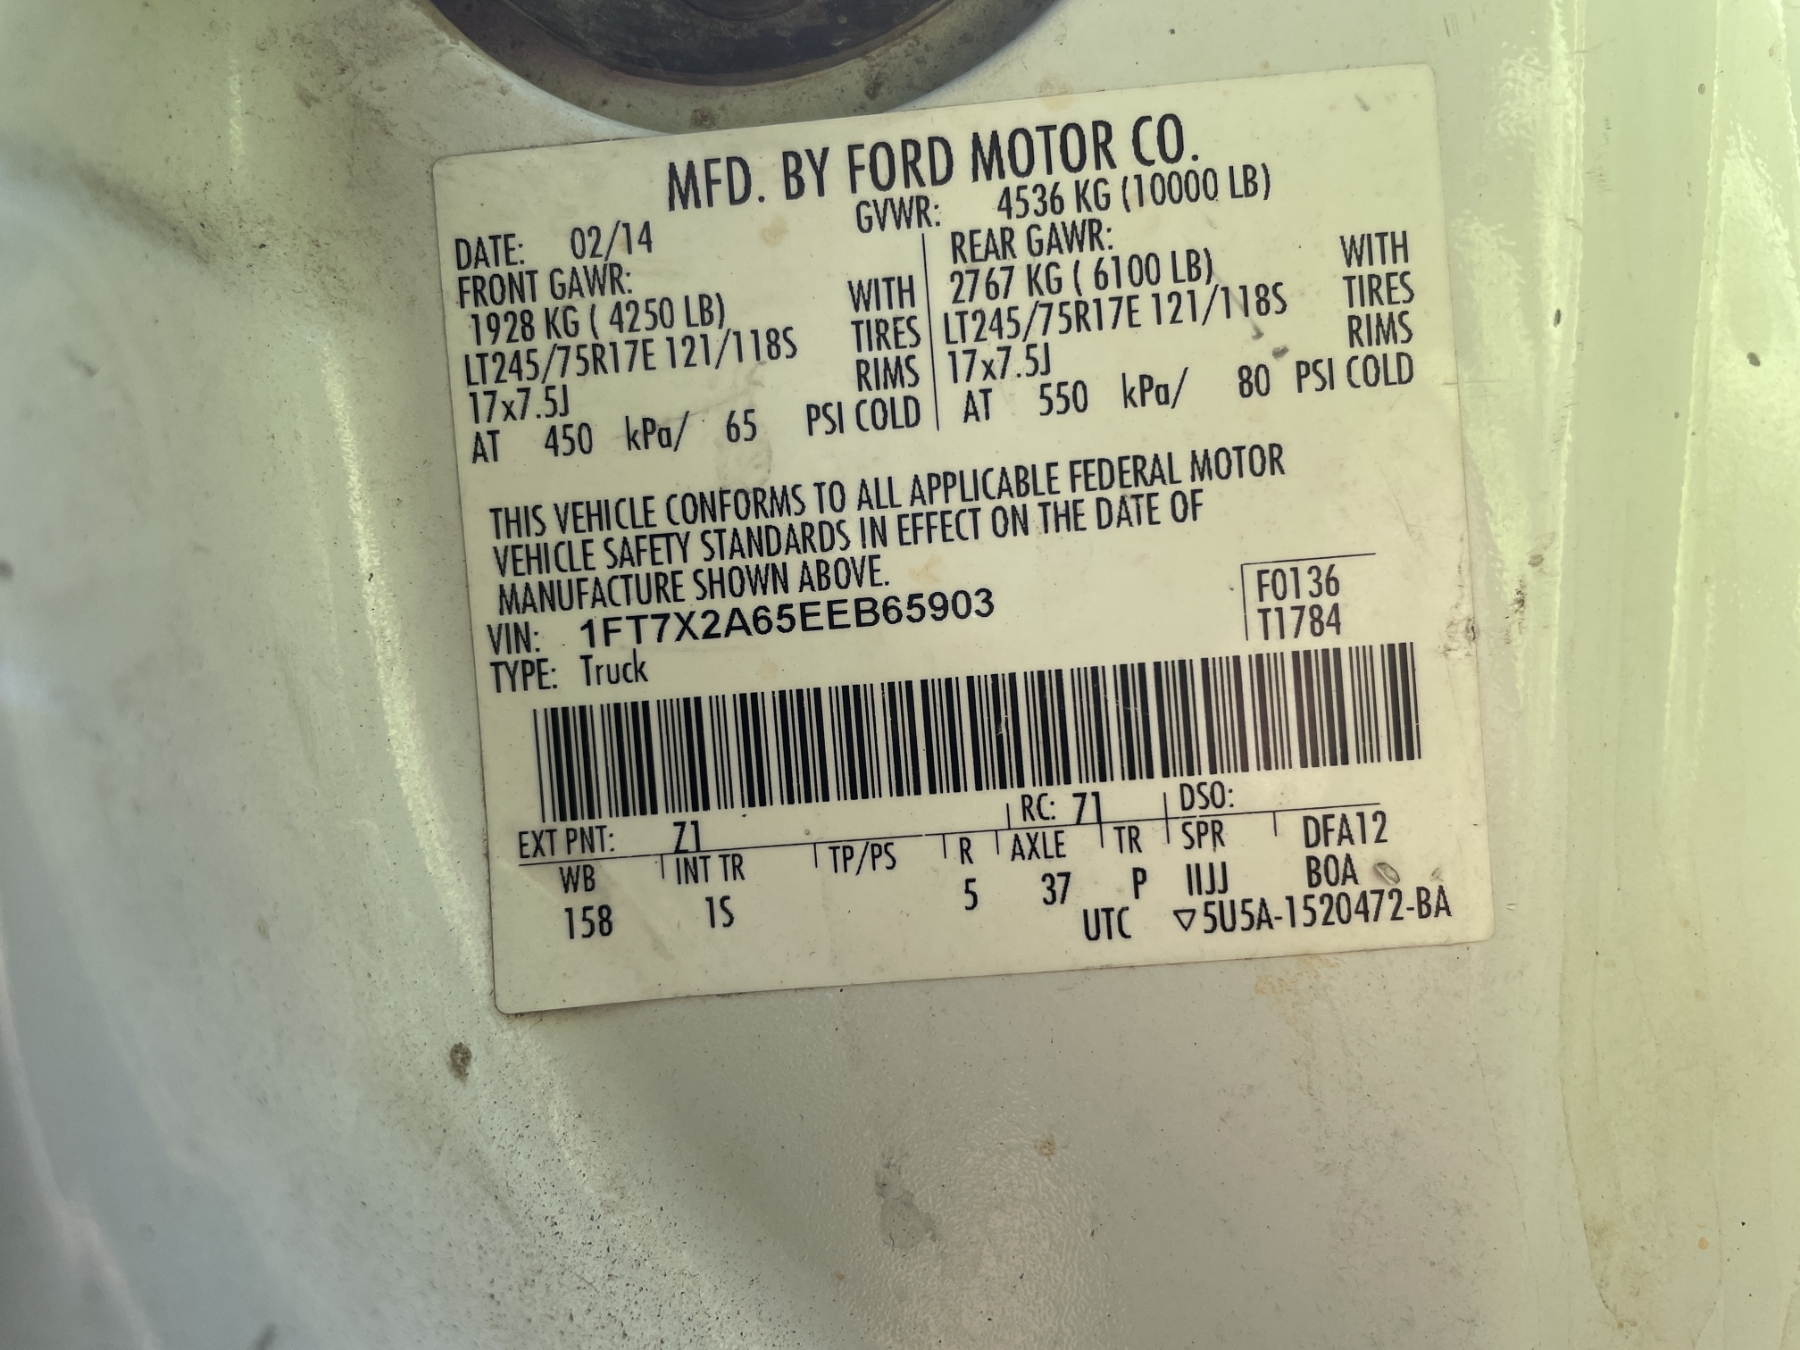 MFD. BY FORD MOTOR CO.
DATE: 02/14 GVWR: 4536 KG (10000 LB)
FRONT GAWR: REAR GAWR:
1928 KG ( 4250 LB) WITH 2767 KG ( 6100 LB) WITH
LT245/75R17E 121/118S TIRES LT245/75R17E 121/118S TIRES
17x7.5J RIMS 17x7.5J RIMS
AT 450 kPa/ 65 PSI COLD AT 550 kPa/ 80 PSI COLD
THIS VEHICLE CONFORMS TO ALL APPLICABLE FEDERAL MOTOR
VEHICLE SAFETY STANDARDS IN EFFECT ON THE DATE OF
MANUFACTURE SHOWN ABOVE.
VIN: 1FT7X2A65EEB65903
F0136
TYPE: Truck
T1784
EXT PNT: Z1 RC: 71 DSO:
WB INT TR TP/PS R AXLE TR SPR DFA12
158 1S 5 37 P IIJJ B0A
UTC ▽5U5A-1520472-BA